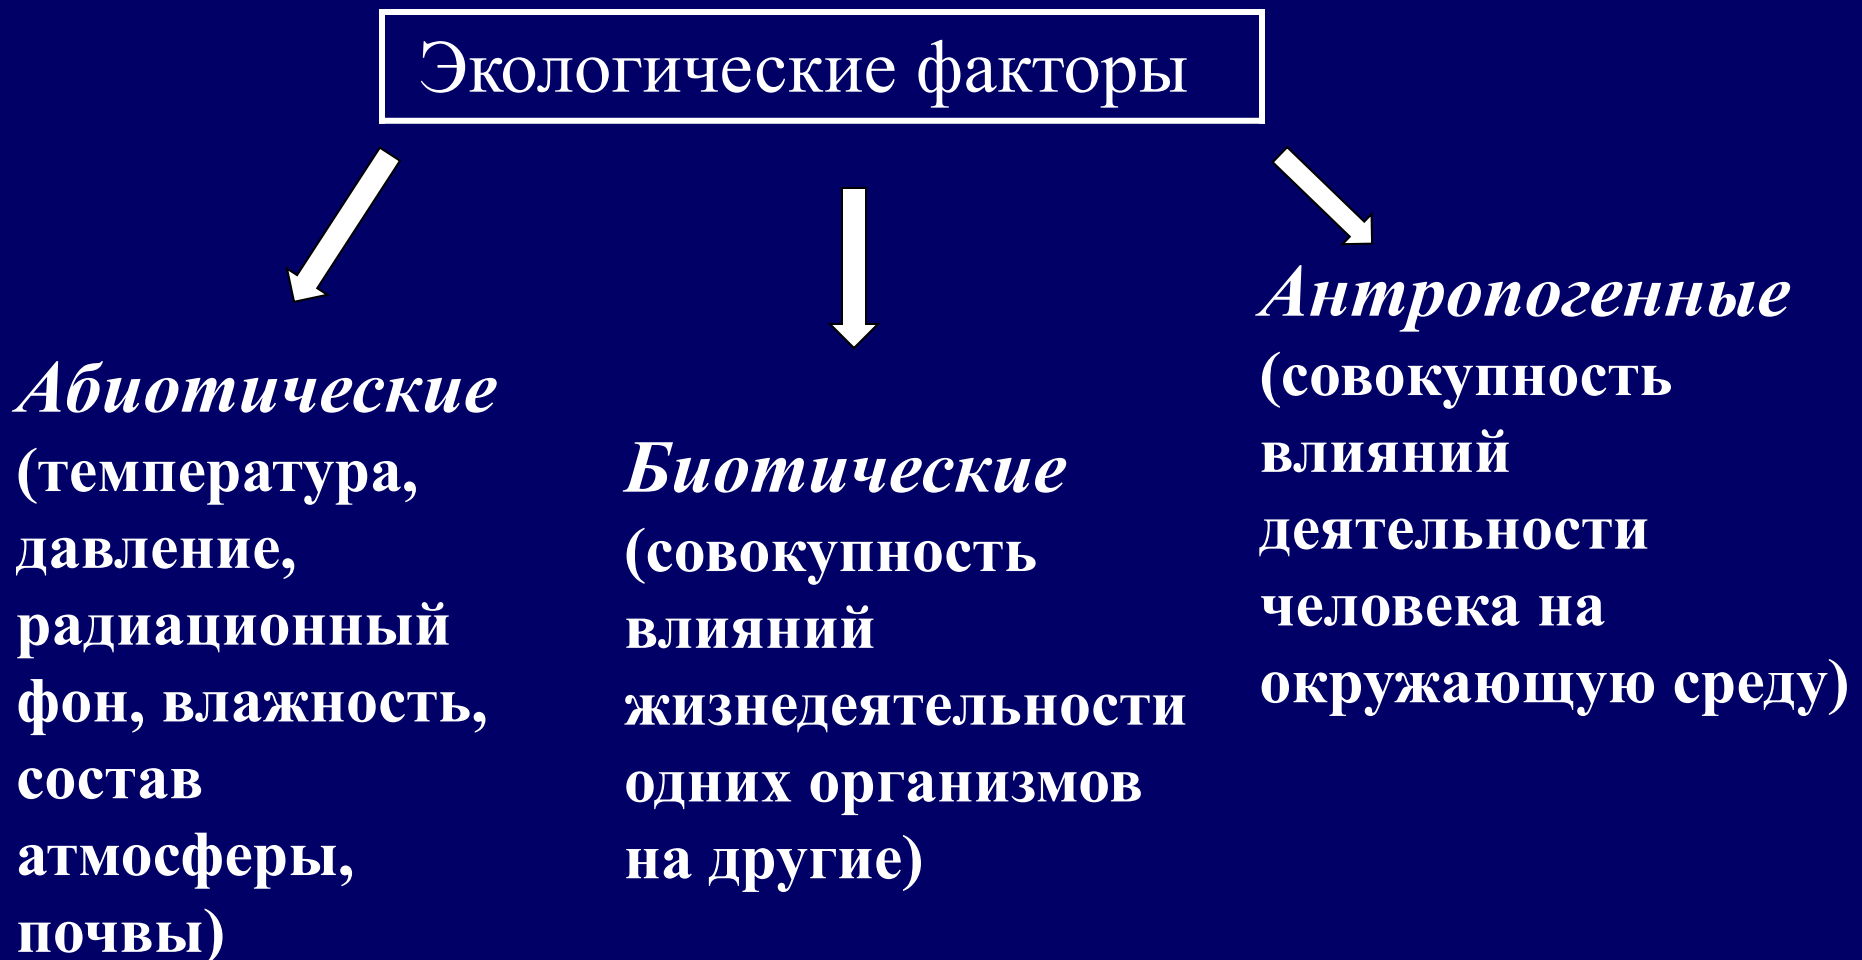 Экологические факторы
Абиотические
(температура,
давление,
радиационный
фон, влажность,
состав
атмосферы,
почвы)
Биотические
(совокупность
влияний
жизнедеятельности
одних организмов
на другие)
Антропогенные
(совокупность
влияний
деятельности
человека на
окружающую среду)